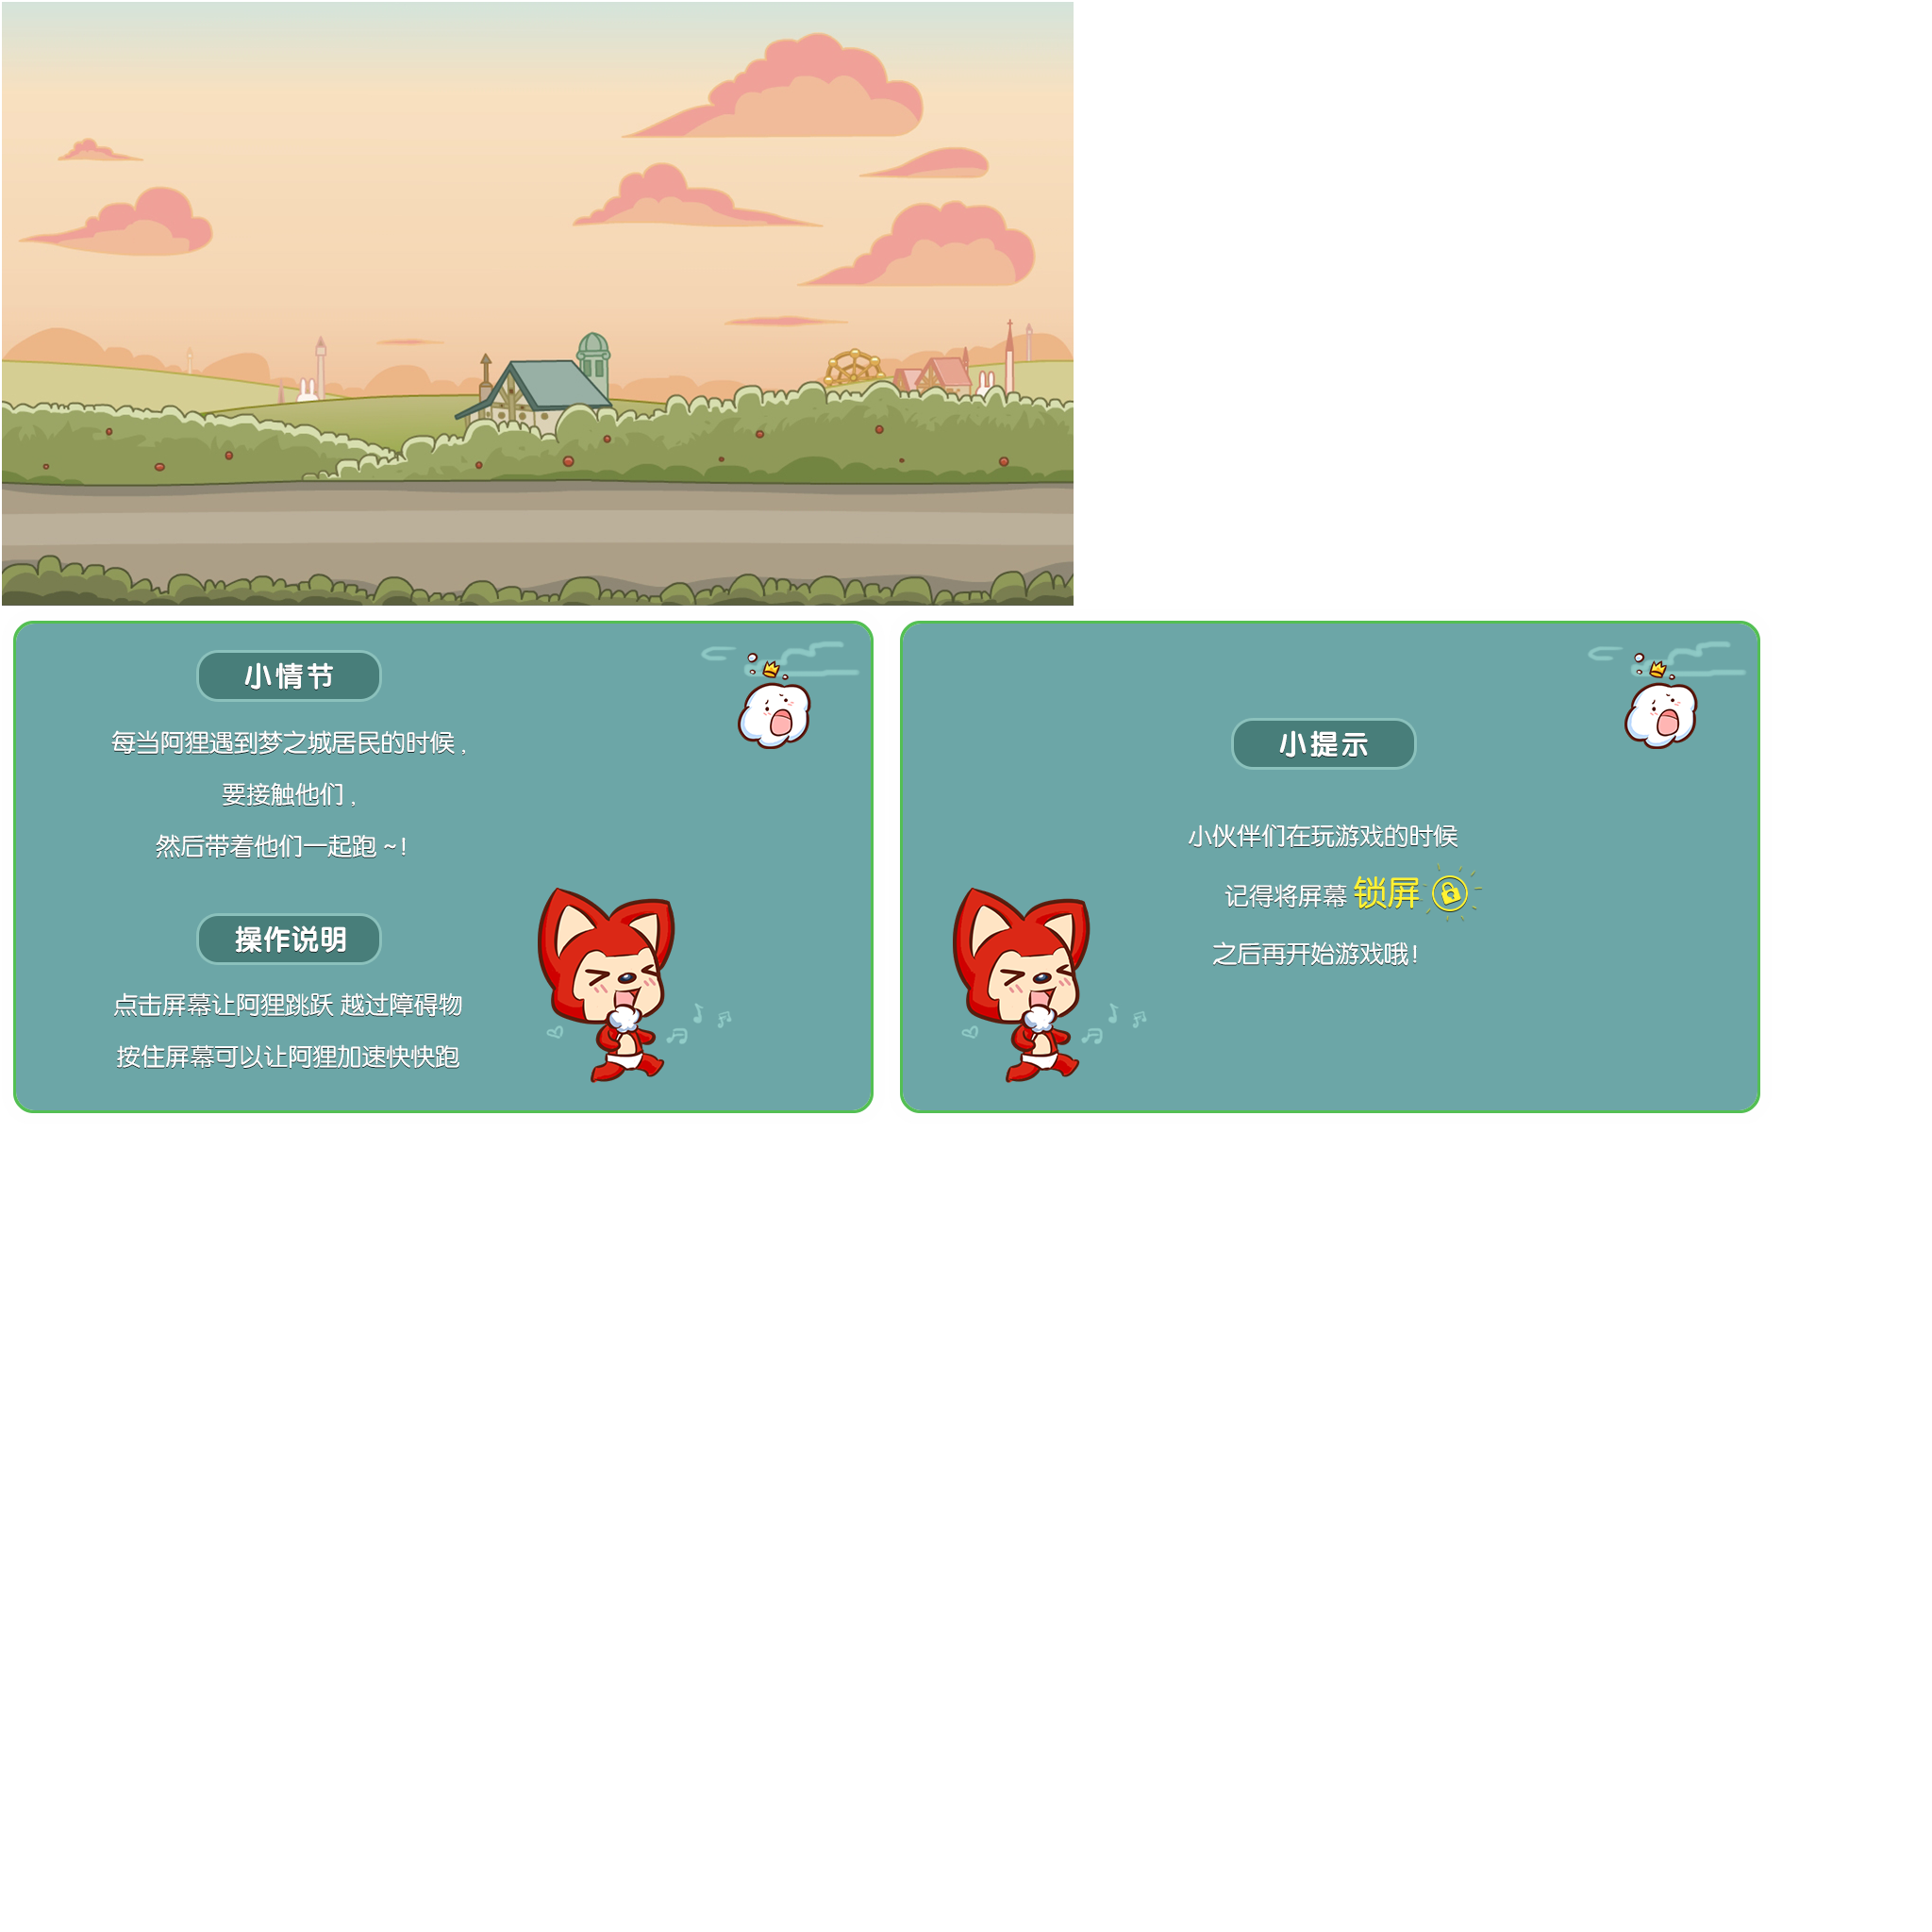 小情节
每当阿狸遇到梦之城居民的时候，
要接触他们，
然后带着他们一起跑～！
操作说明
点击屏幕让阿狸跳跃 越过障碍物
按住屏幕可以让阿狸加速快快跑
小提示
小伙伴们在玩游戏的时候
记得将屏幕 锁屏
之后再开始游戏哦！